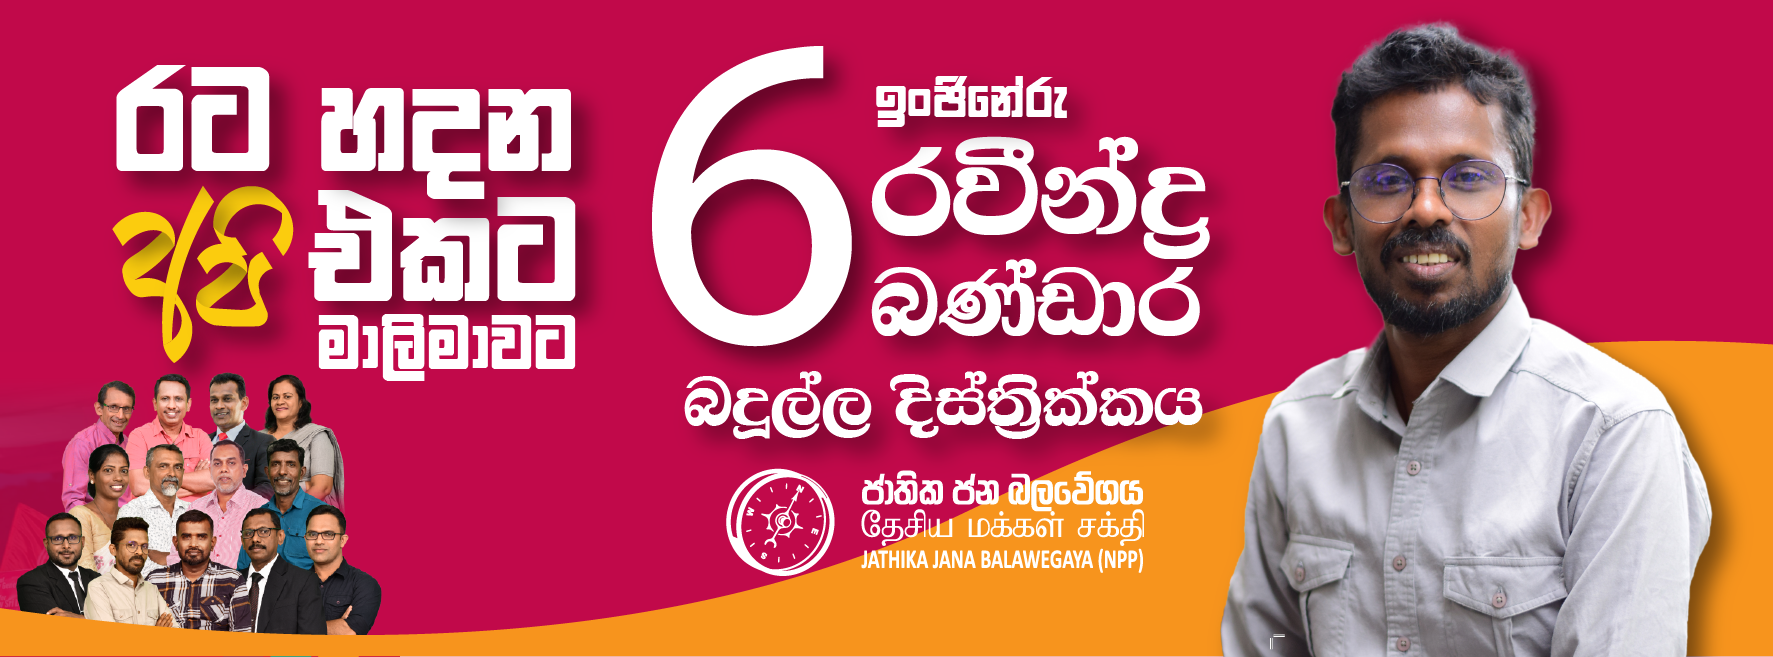 රට හදන
අපි එකට
මාලිමාවට
6
ඉංජිනේරු
රවීන්ද්‍ර
බණ්ඩාර
බදුල්ල දිස්ත්‍රික්කය
ජාතික ජන බලවේගය
தேசிய மக்கள் சக்தி
JATHIKA JANA BALAWEGAYA (NPP)